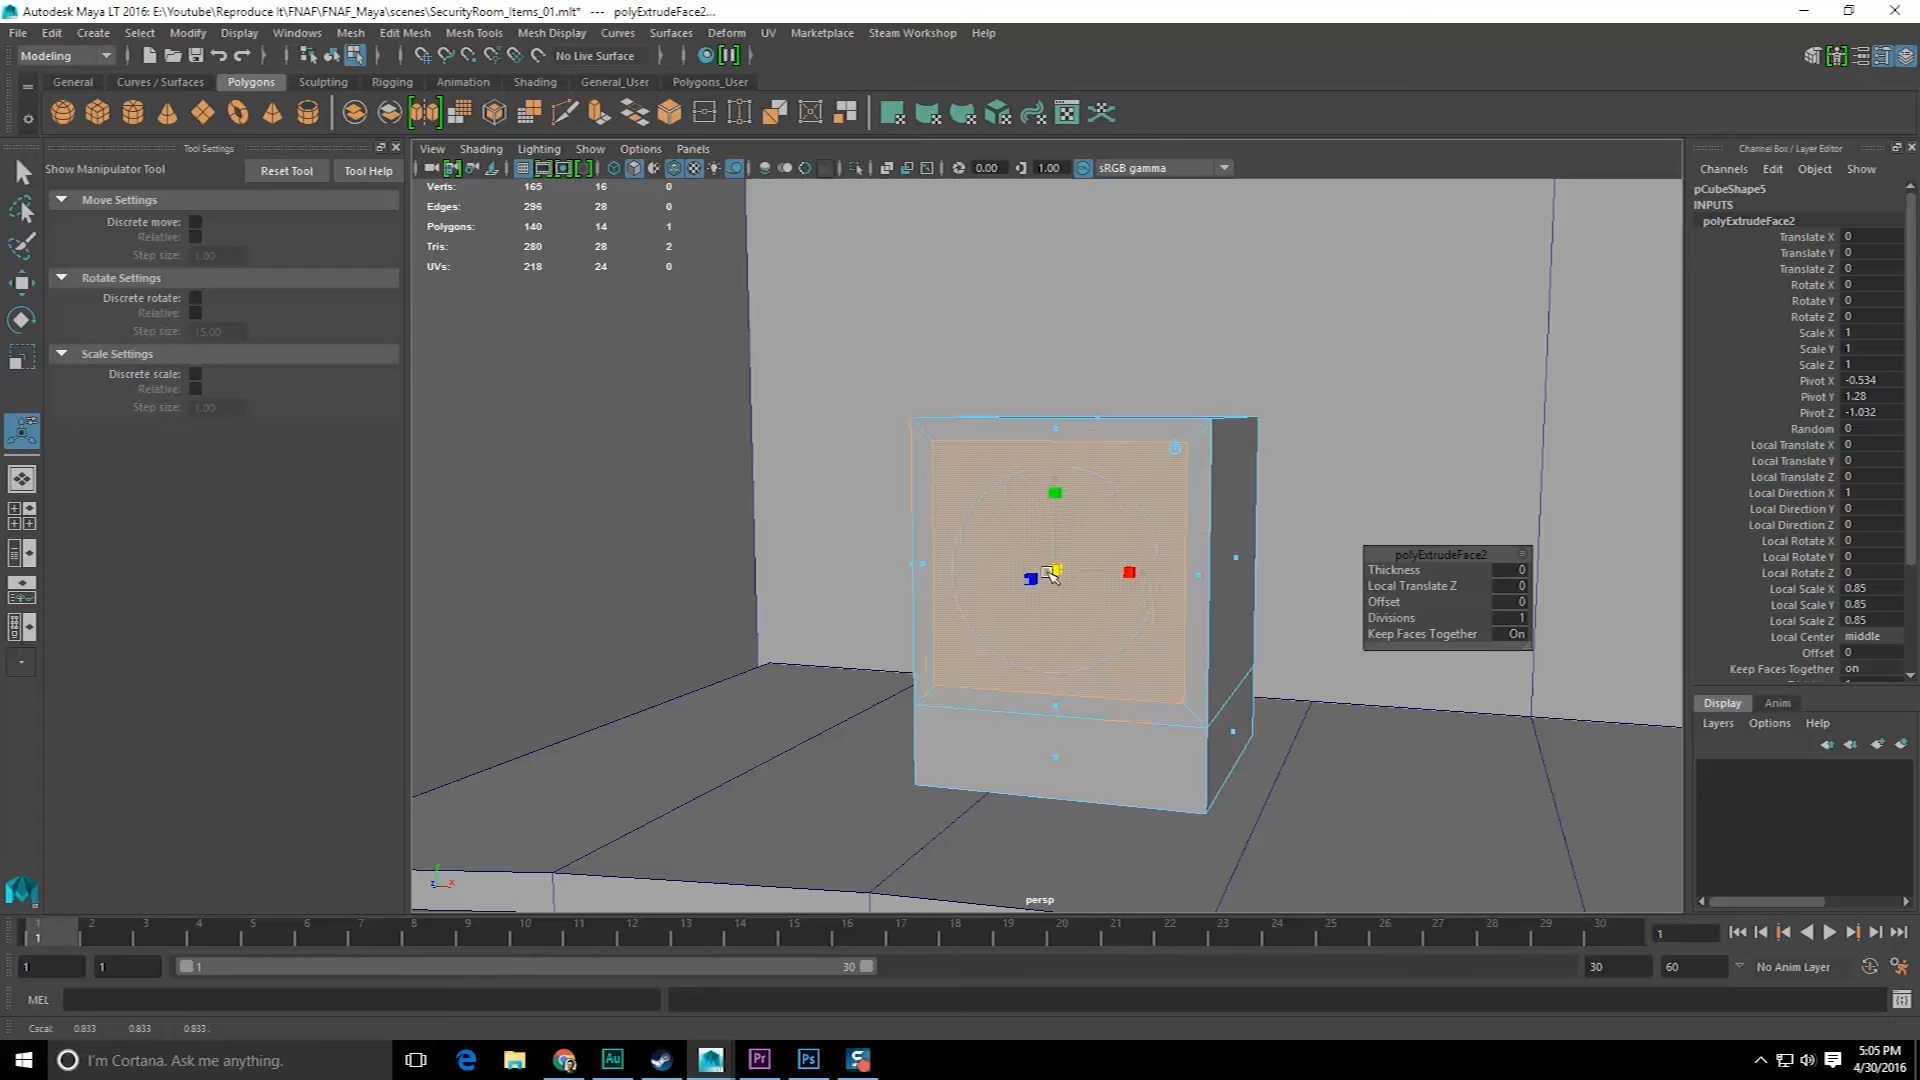 Autodesk Maya LT 2016: E:\Youtube\Reproduce It\FNAF\FNAF_Maya\scenes\SecurityRoom_Items_01.mlt*   ---   polyExtrudeFace2...
File Edit Create Select Modify Display Windows Mesh Edit Mesh Mesh Tools Mesh Display Curves Surfaces Deform UV Marketplace Steam Workshop Help
Modeling No Live Surface
General Curves / Surfaces Polygons Sculpting Rigging Animation Shading General_User Polygons_User
Tool Settings
Show Manipulator Tool Reset Tool Tool Help
Move Settings
Discrete move:
Relative:
Step size: 1.00
Rotate Settings
Discrete rotate:
Relative:
Step size: 15.00
Scale Settings
Discrete scale:
Relative:
Step size: 1.00
View Shading Lighting Show Options Panels
0.00 1.00 sRGB gamma
Verts: 165 16 0
Edges: 296 28 0
Polygons: 140 14 1
Tris: 280 28 2
UVs: 218 24 0
polyExtrudeFace2
Thickness 0
Local Translate Z 0
Offset 0
Divisions 1
Keep Faces Together On
persp
Channel Box / Layer Editor
Channels Edit Object Show
pCubeShape5
INPUTS
polyExtrudeFace2
Translate X 0
Translate Y 0
Translate Z 0
Rotate X 0
Rotate Y 0
Rotate Z 0
Scale X 1
Scale Y 1
Scale Z 1
Pivot X -0.534
Pivot Y 1.28
Pivot Z -1.032
Random 0
Local Translate X 0
Local Translate Y 0
Local Translate Z 0
Local Direction X 1
Local Direction Y 0
Local Direction Z 0
Local Rotate X 0
Local Rotate Y 0
Local Rotate Z 0
Local Scale X 0.85
Local Scale Y 0.85
Local Scale Z 0.85
Local Center middle
Offset 0
Keep Faces Together on
Display Anim
Layers Options Help
1 2 3 4 5 6 7 8 9 10 11 12 13 14 15 16 17 18 19 20 21 22 23 24 25 26 27 28 29 30
1 1
1 1 1 30 30 60 No Anim Layer
MEL
Cscal: 0.833 0.833 0.833
I'm Cortana. Ask me anything.
Au Pr Ps
5:05 PM
4/30/2016